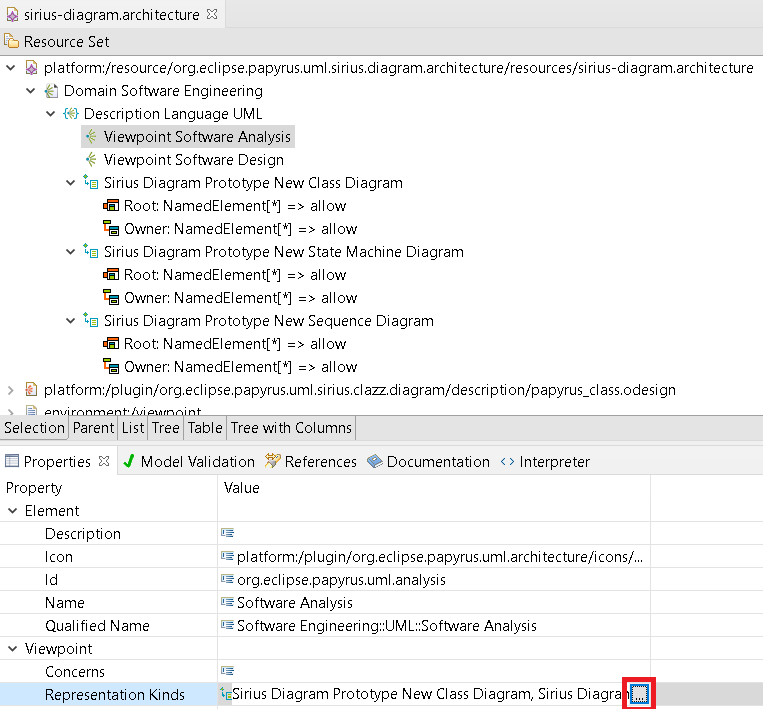 sirius-diagram.architecture
Resource Set
platform:/resource/org.eclipse.papyrus.uml.sirius.diagram.architecture/resources/sirius-diagram.architecture
Domain Software Engineering
Description Language UML
Viewpoint Software Analysis
Viewpoint Software Design
Sirius Diagram Prototype New Class Diagram
Root: NamedElement[*] => allow
Owner: NamedElement[*] => allow
Sirius Diagram Prototype New State Machine Diagram
Root: NamedElement[*] => allow
Owner: NamedElement[*] => allow
Sirius Diagram Prototype New Sequence Diagram
Root: NamedElement[*] => allow
Owner: NamedElement[*] => allow
platform:/plugin/org.eclipse.papyrus.uml.sirius.clazz.diagram/description/papyrus_class.odesign
environment:/viewpoint
Selection Parent List Tree Table Tree with Columns
Properties Model Validation References Documentation Interpreter
Property Value
Element
Description
Icon platform:/plugin/org.eclipse.papyrus.uml.architecture/icons/...
Id org.eclipse.papyrus.uml.analysis
Name Software Analysis
Qualified Name Software Engineering::UML::Software Analysis
Viewpoint
Concerns
Representation Kinds Sirius Diagram Prototype New Class Diagram, Sirius Diagran ...